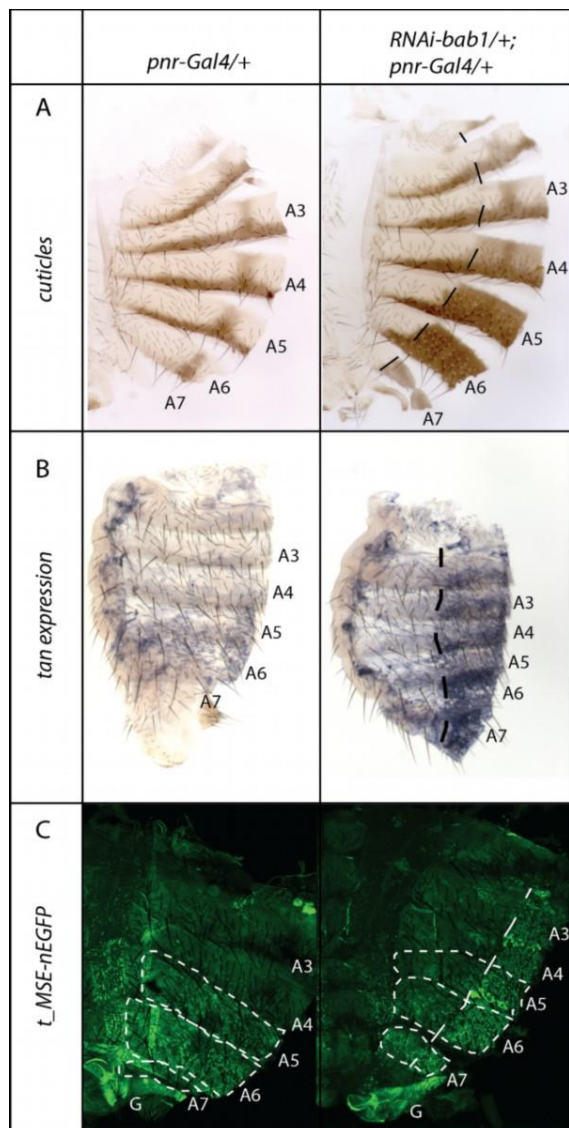 pnr-Gal4/+
RNAi-bab1/+;
pnr-Gal4/+
A
cuticles
A3
A4
A5
A6
A7
A3
A4
A5
A6
A7
B
tan expression
A3
A4
A5
A6
A7
A3
A4
A5
A6
A7
C
t_MSE-nEGFP
A3
A4
A5
A6
A7
G
A3
A4
A5
A6
A7
G